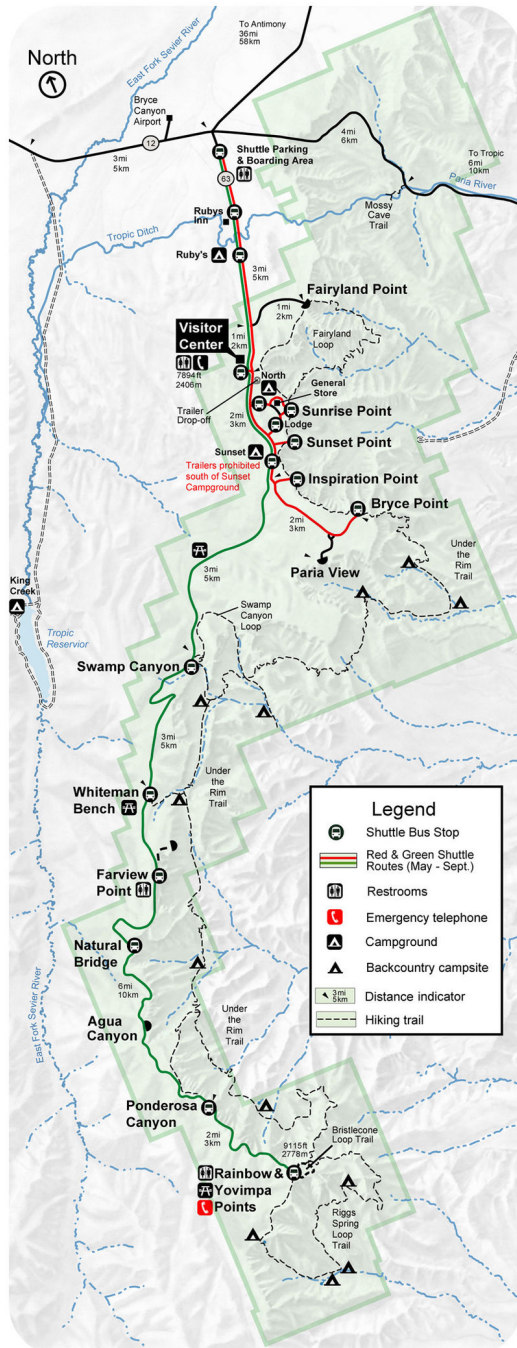 To Antimony
36mi
58km
North
East Fork Sevier River
Bryce
Canyon
Airport
12
3mi
5km
4mi
6km
To Tropic
6mi
10km
Paria River
Shuttle Parking
& Boarding Area
63
Mossy
Cave
Trail
Rubys
Inn
Tropic Ditch
Ruby's
3mi
5km
Fairyland Point
1mi
2km
Fairyland
Loop
Visitor
Center
1mi
2km
7894ft
2406m
North
General
Store
Trailer
Drop-off
Sunrise Point
2mi
3km
Lodge
Sunset Point
Sunset
Trailers prohibited
south of Sunset
Campground
Inspiration Point
Bryce Point
2mi
3km
Under
the
Rim
Trail
Paria View
3mi
5km
King
Creek
Tropic
Reservior
Swamp
Canyon
Loop
Swamp Canyon
3mi
5km
Under
the Rim
Trail
Whiteman
Bench
Farview
Point
Natural
Bridge
6mi
10km
Agua
Canyon
Under
the
Rim
Trail
East Fork Sevier River
Ponderosa
Canyon
2mi
3km
9115ft
2778m
Bristlecone
Loop Trail
Rainbow &
Yovimpa
Points
Riggs
Spring
Loop
Trail
Legend
Shuttle Bus Stop
Red & Green Shuttle
Routes (May - Sept.)
Restrooms
Emergency telephone
Campground
Backcountry campsite
3mi
5km
Distance indicator
Hiking trail